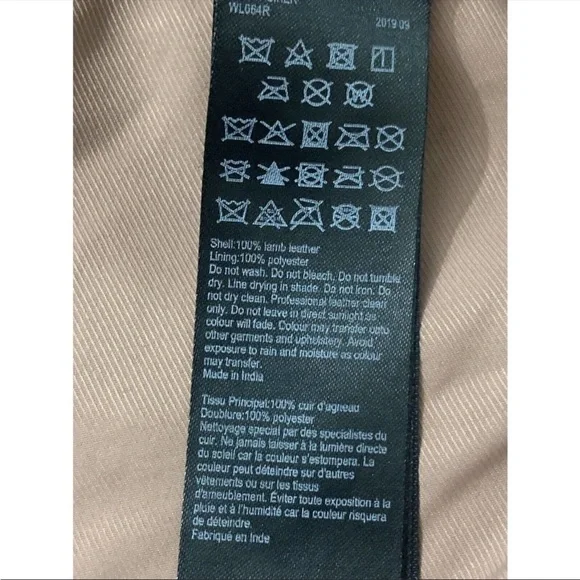 WL064R
2019 09
Shell:100% lamb leather
Lining:100% polyester
Do not wash. Do not bleach. Do not tumble
dry. Line drying in shade. Do not iron. Do
not dry clean. Professional leather clean
only. Do not leave in direct sunlight as
colour will fade. Colour may transfer onto
other garments and upholstery. Avoid
exposure to rain and moisture as colour
may transfer.
Made in India
Tissu Principal:100% cuir d'agneau
Doublure:100% polyester
Nettoyage special par des specialistes du
cuir. Ne jamais laisser à la lumière directe
du soleil car la couleur s'estompera. La
couleur peut déteindre sur d'autres
vêtements ou sur les tissus
d'ameublement. Éviter toute exposition à la
pluie et à l'humidité car la couleur risquera
de déteindre.
Fabriqué en Inde